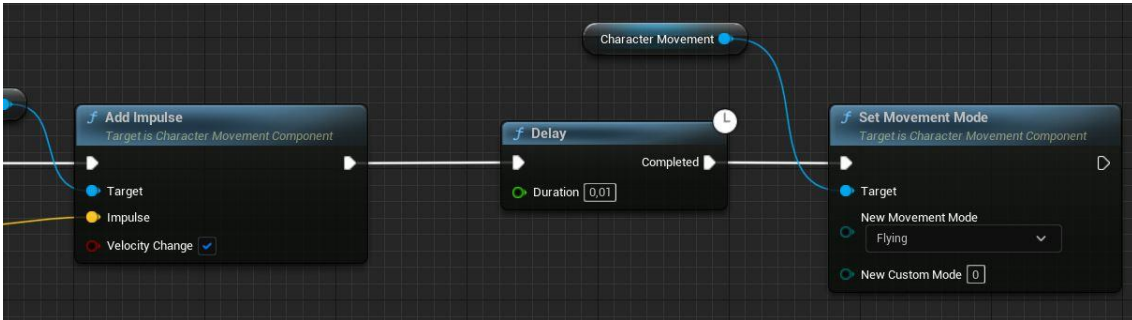 Character Movement
f Add Impulse
Target is Character Movement Component
Target
Impulse
Velocity Change
f Delay
Completed
Duration 0,01
f Set Movement Mode
Target is Character Movement Component
Target
New Movement Mode
Flying
New Custom Mode 0